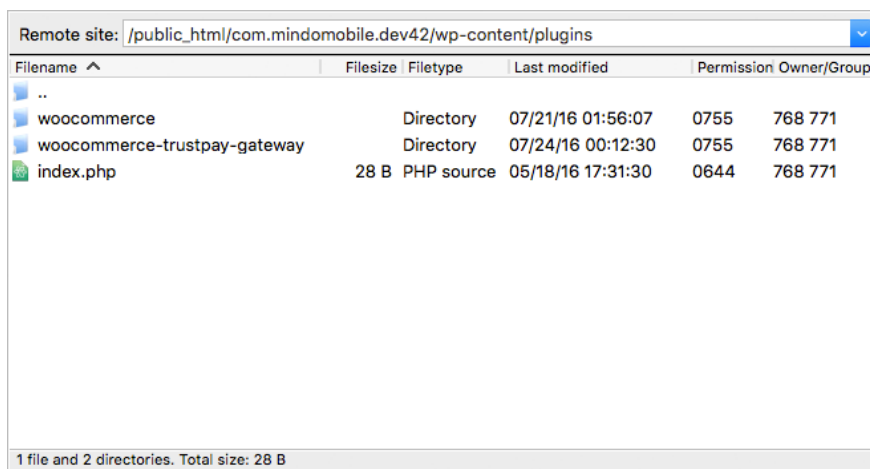 Remote site: /public_html/com.mindomobile.dev42/wp-content/plugins
Filename Filesize Filetype Last modified Permission Owner/Group
..
woocommerce Directory 07/21/16 01:56:07 0755 768 771
woocommerce-trustpay-gateway Directory 07/24/16 00:12:30 0755 768 771
index.php 28 B PHP source 05/18/16 17:31:30 0644 768 771
1 file and 2 directories. Total size: 28 B